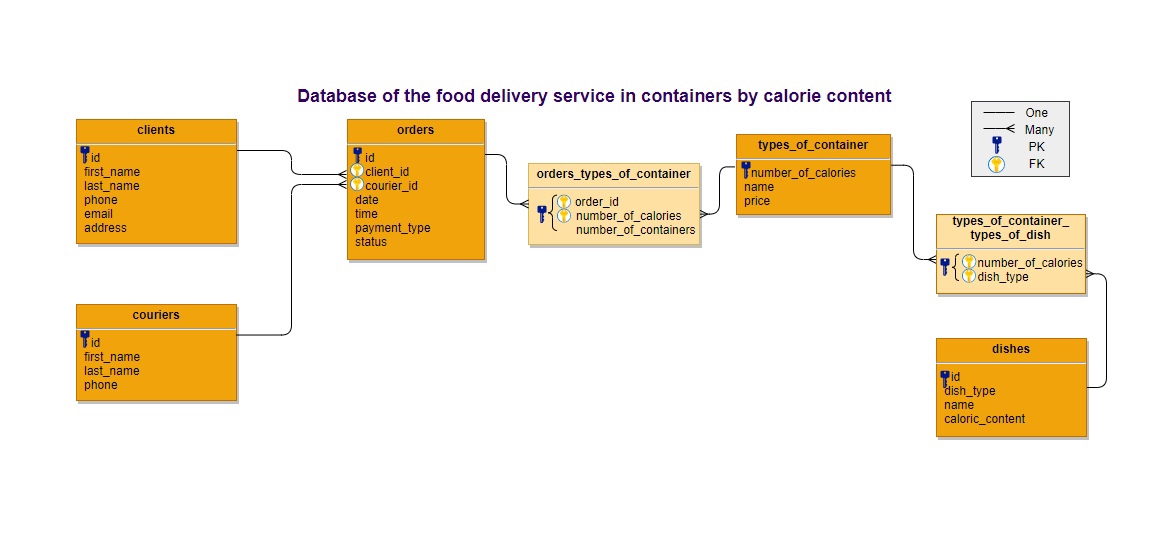 Database of the food delivery service in containers by calorie content
One
Many
PK
FK
clients
id
first_name
last_name
phone
email
address
orders
id
client_id
courier_id
date
time
payment_type
status
orders_types_of_container
order_id
number_of_calories
number_of_containers
types_of_container
number_of_calories
name
price
types_of_container_
types_of_dish
number_of_calories
dish_type
couriers
id
first_name
last_name
phone
dishes
id
dish_type
name
caloric_content